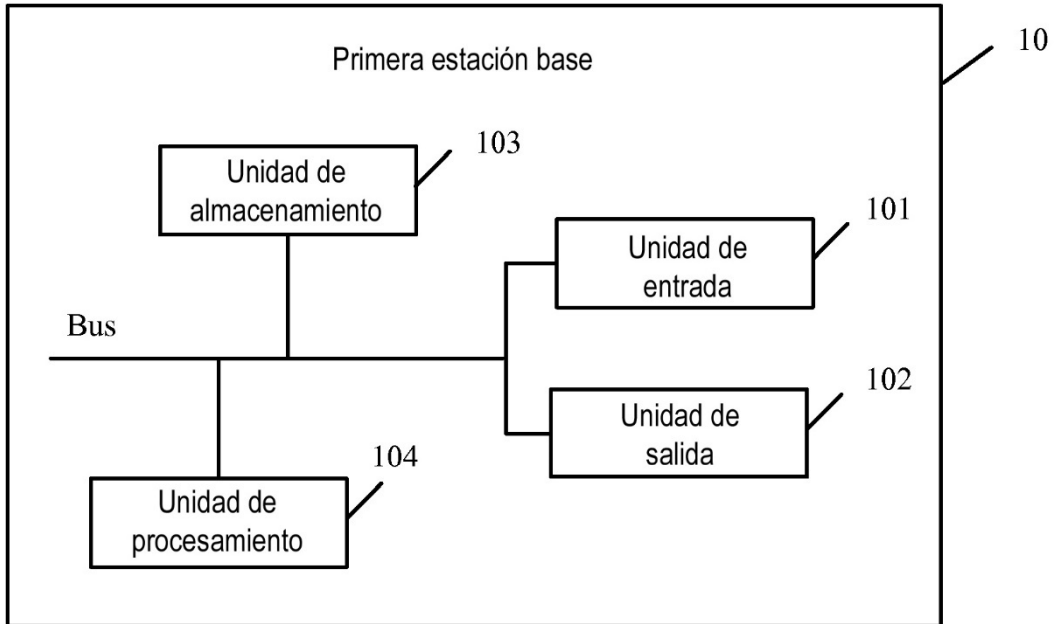 Primera estación base
10
103
Unidad de
almacenamiento
101
Unidad de
entrada
Bus
102
Unidad de
salida
104
Unidad de
procesamiento